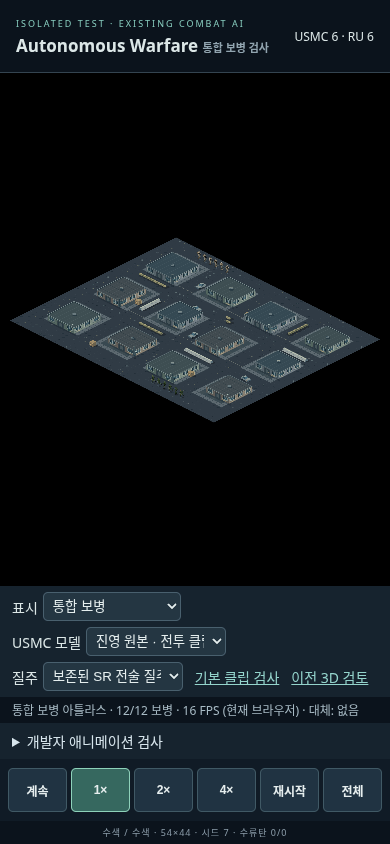 ISOLATED TEST · EXISTING COMBAT AI
Autonomous Warfare 통합 보병 검사
USMC 6 · RU 6
표시 통합 보병
USMC 모델 진영 원본 · 전투 클
질주 보존된 SR 전술 질주 기본 클립 검사 이전 3D 검토
통합 보병 아틀라스 · 12/12 보병 · 16 FPS (현재 브라우저) · 대체: 없음
▶ 개발자 애니메이션 검사
계속 1× 2× 4× 재시작 전체
수색 / 수색 · 54×44 · 시드 7 · 수류탄 0/0